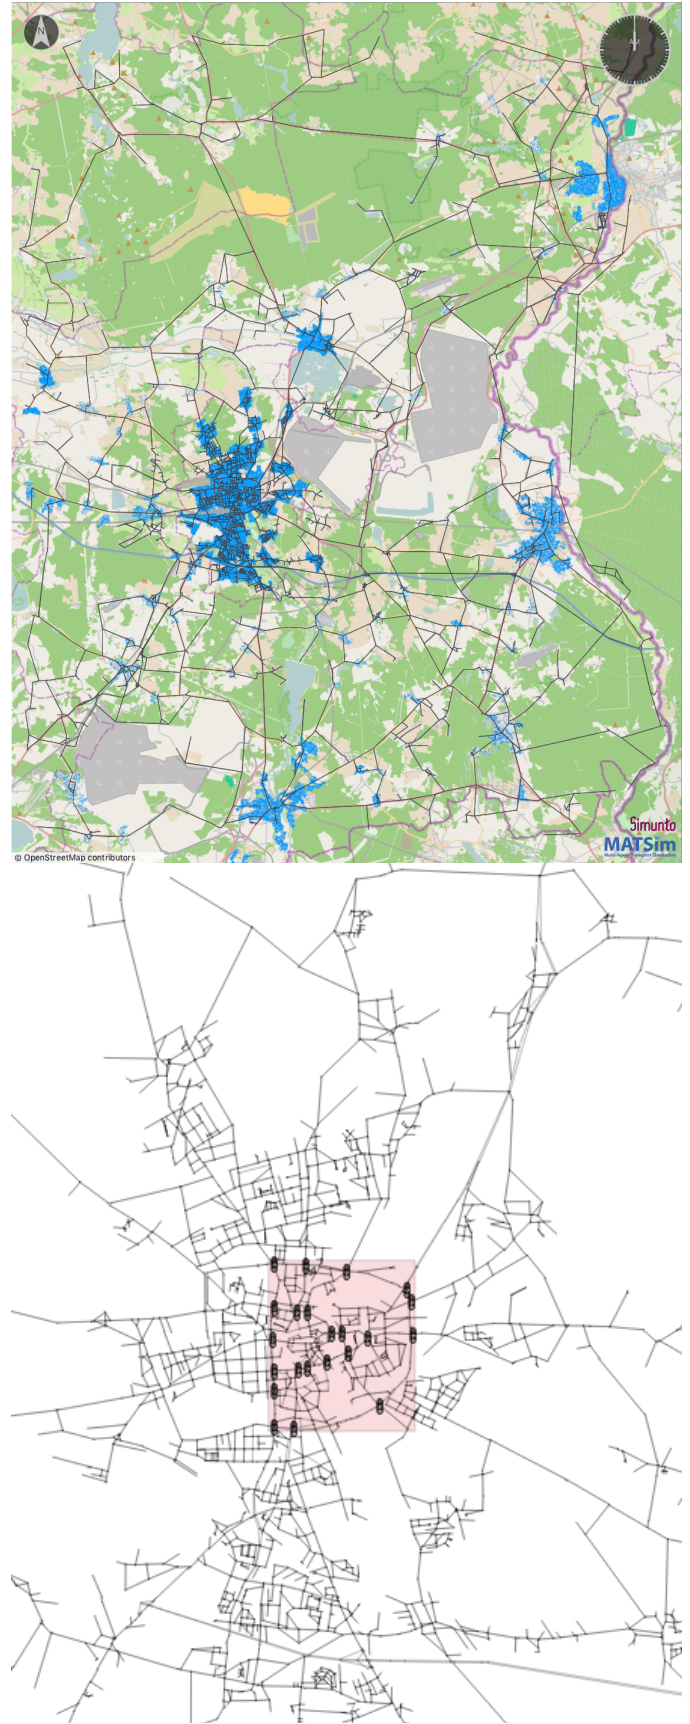 N
Simunto
MATSim
Multi-Agent Transport Simulation
© OpenStreetMap contributors